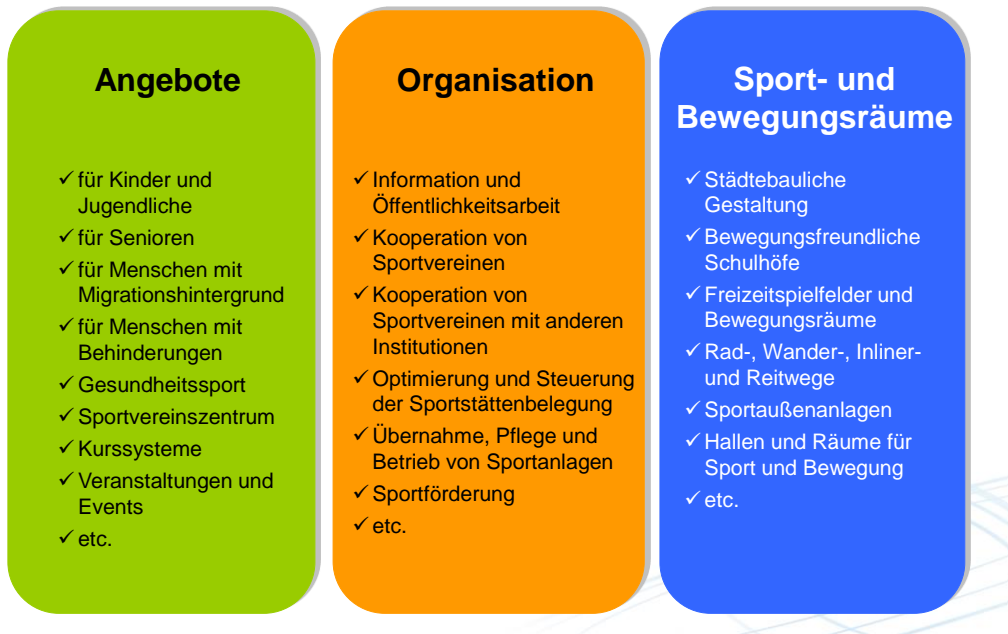 Angebote
✓ für Kinder und
Jugendliche
✓ für Senioren
✓ für Menschen mit
Migrationshintergrund
✓ für Menschen mit
Behinderungen
✓ Gesundheitssport
✓ Sportvereinszentrum
✓ Kurssysteme
✓ Veranstaltungen und
Events
✓ etc.
Organisation
✓ Information und
Öffentlichkeitsarbeit
✓ Kooperation von
Sportvereinen
✓ Kooperation von
Sportvereinen mit anderen
Institutionen
✓ Optimierung und Steuerung
der Sportstättenbelegung
✓ Übernahme, Pflege und
Betrieb von Sportanlagen
✓ Sportförderung
✓ etc.
Sport- und
Bewegungsräume
✓ Städtebauliche
Gestaltung
✓ Bewegungsfreundliche
Schulhöfe
✓ Freizeitspielfelder und
Bewegungsräume
✓ Rad-, Wander-, Inliner-
und Reitwege
✓ Sportaußenanlagen
✓ Hallen und Räume für
Sport und Bewegung
✓ etc.